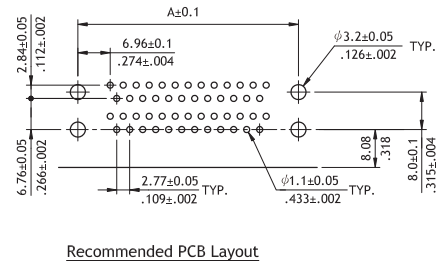 A±0.1
2.84±0.05
.112±.002
6.96±0.1
.274±.004
ϕ3.2±0.05
.126±.002
TYP.
6.76±0.05
.266±.002
2.77±0.05
.109±.002
TYP.
ϕ1.1±0.05
.433±.002
TYP.
8.08
.318
8.0±0.1
.315±.004
Recommended PCB Layout